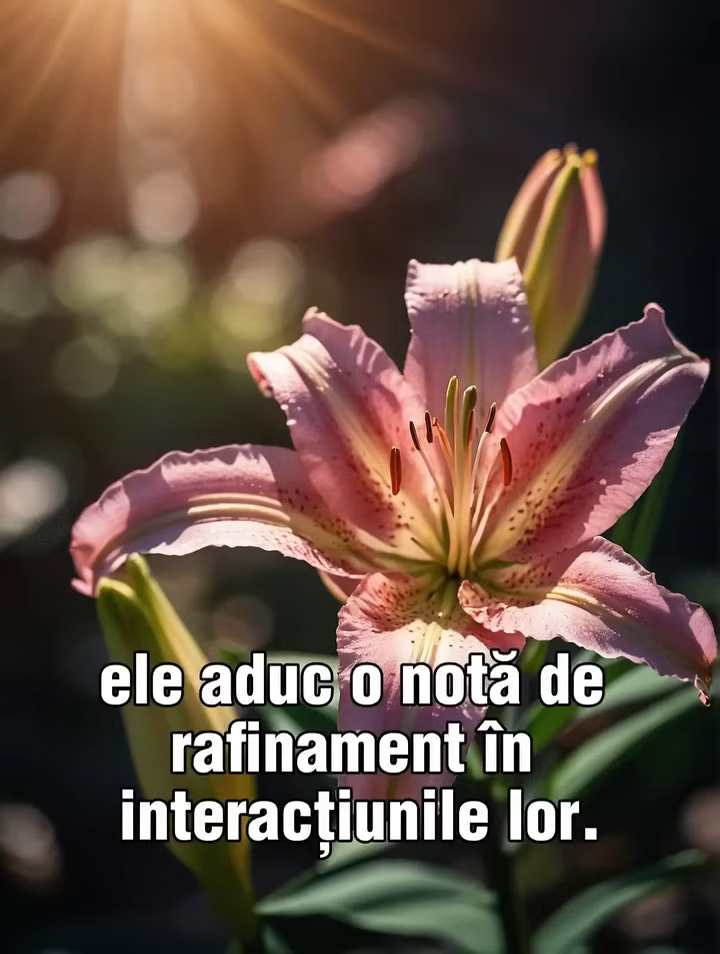 ele aduc o notă de
rafinament în
interacțiunile lor.